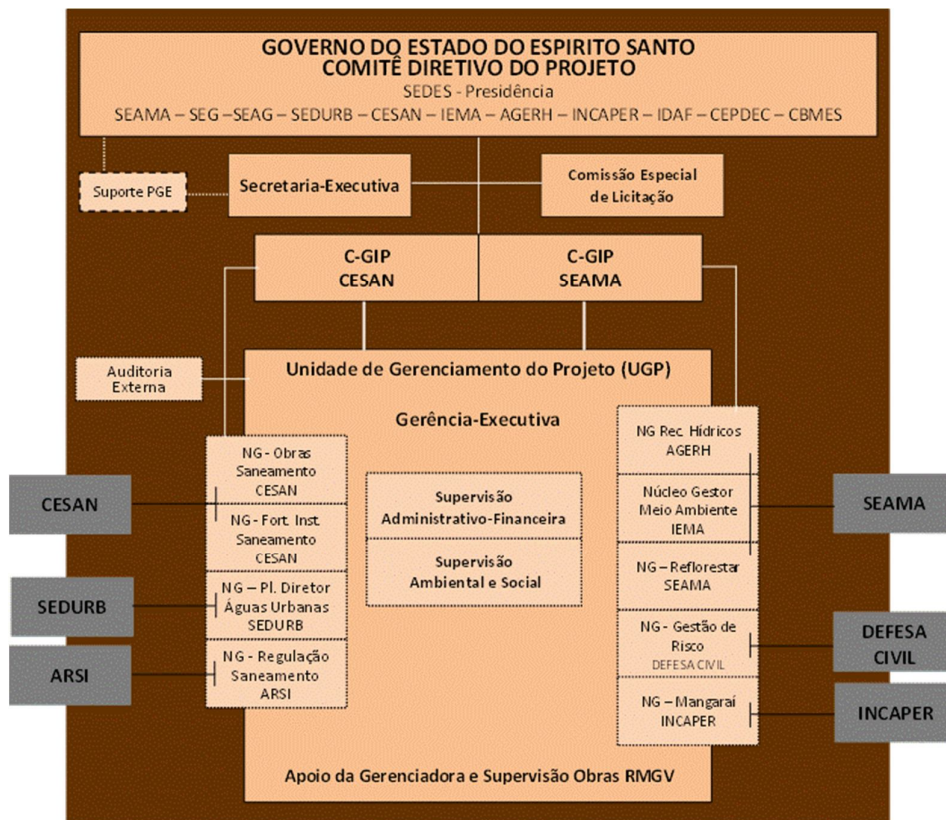 GOVERNO DO ESTADO DO ESPIRITO SANTO
COMITÊ DIRETIVO DO PROJETO
SEDES - Presidência
SEAMA – SEG –SEAG – SEDURB – CESAN – IEMA – AGERH – INCAPER – IDAF – CEPDEC – CBMES
Suporte PGE
Secretaria-Executiva
Comissão Especial
de Licitação
C-GIP
CESAN
C-GIP
SEAMA
Auditoria
Externa
Unidade de Gerenciamento do Projeto (UGP)
Gerência-Executiva
NG - Obras
Saneamento
CESAN
NG - Fort. Inst.
Saneamento
CESAN
NG – Pl. Diretor
Águas Urbanas
SEDURB
NG - Regulação
Saneamento
ARSI
Supervisão
Administrativo-Financeira
Supervisão
Ambiental e Social
NG Rec. Hídricos
AGERH
Núcleo Gestor
Meio Ambiente
IEMA
NG – Reflorestar
SEAMA
NG - Gestão de
Risco
DEFESA CIVIL
NG – Mangaraí
INCAPER
CESAN
SEDURB
ARSI
SEAMA
DEFESA
CIVIL
INCAPER
Apoio da Gerenciadora e Supervisão Obras RMGV